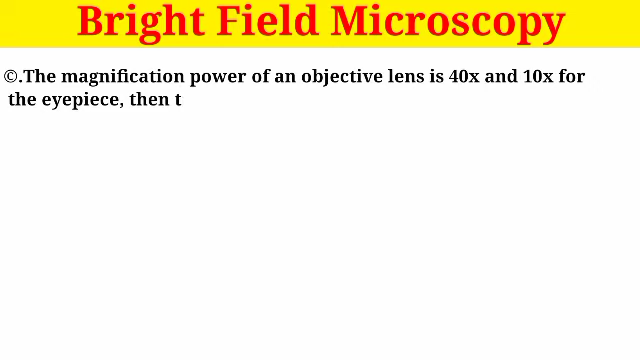 Bright Field Microscopy
©.The magnification power of an objective lens is 40x and 10x for
the eyepiece, then t